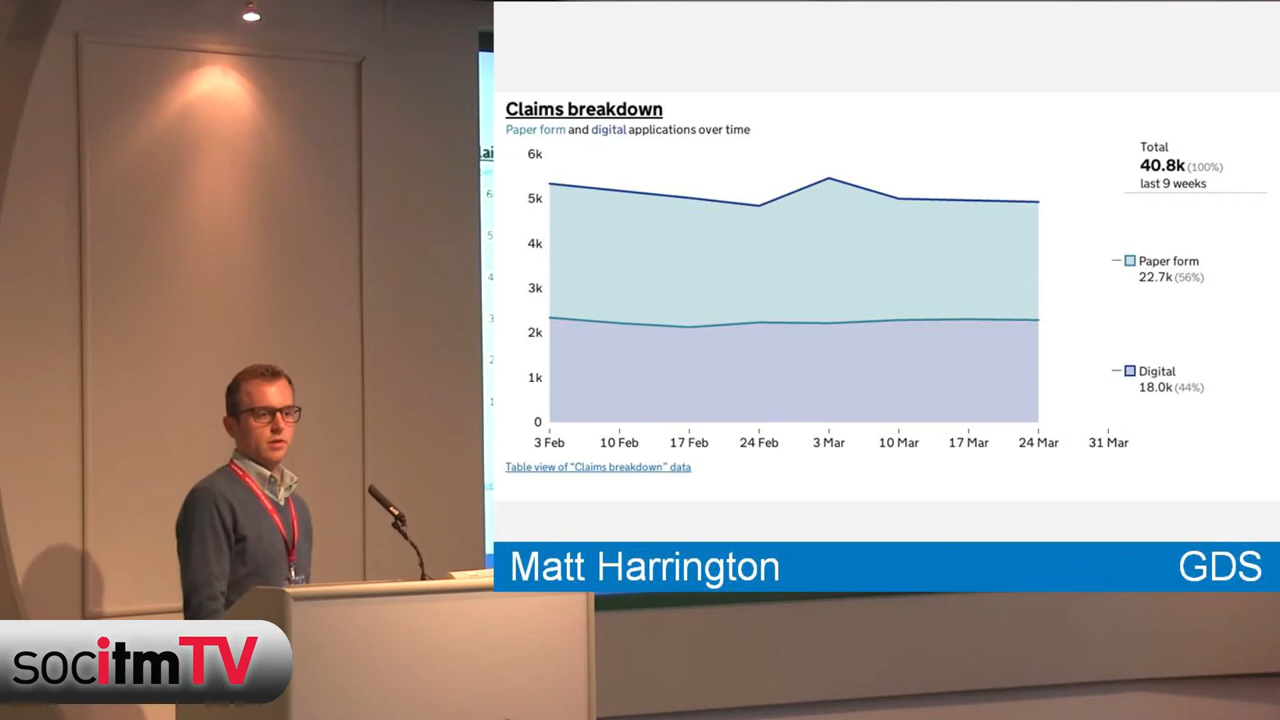 Claims breakdown
Paper form and digital applications over time
6k
5k
4k
3k
2k
1k
0
3 Feb 10 Feb 17 Feb 24 Feb 3 Mar 10 Mar 17 Mar 24 Mar 31 Mar
Table view of “Claims breakdown” data
Total
40.8k (100%)
last 9 weeks
Paper form
22.7k (56%)
Digital
18.0k (44%)
Matt Harrington GDS
socitmTV